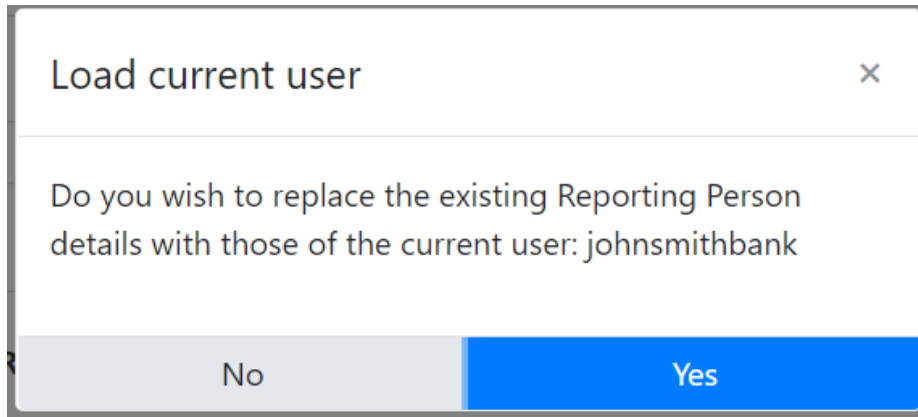 Load current user ×
Do you wish to replace the existing Reporting Person
details with those of the current user: johnsmithbank
R
No Yes